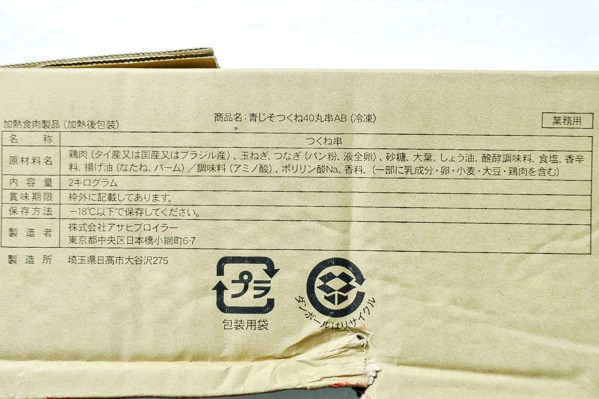 商品名：青じそつくね40丸串AB（冷凍）
加熱食肉製品（加熱後包装）
業務用
名称 つくね串
原材料名 鶏肉（タイ産又は国産又はブラジル産）、玉ねぎ、つなぎ（パン粉、液全卵）、砂糖、大葉、しょう油、醗酵調味料、食塩、香辛
料、揚げ油（なたね、パーム）／調味料（アミノ酸）、ポリリン酸Na、香料、（一部に乳成分・卵・小麦・大豆・鶏肉を含む）
内容量 2キログラム
賞味期限 枠外に記載してあります。
保存方法 −18℃以下で保存してください。
製造者 株式会社アサヒブロイラー
東京都中央区日本橋小網町6-7
製造所 埼玉県日高市大谷沢275
プラ
包装用袋
ダンボールはリサイクル